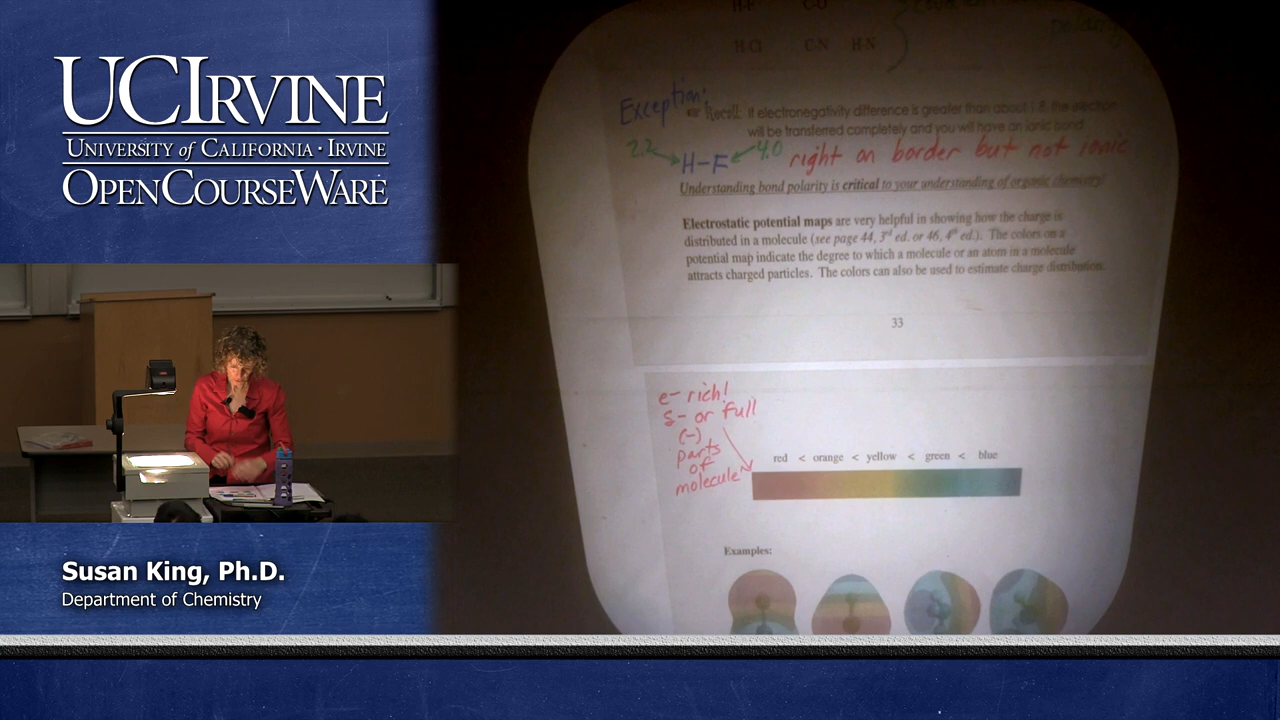 UCIRVINE
UNIVERSITY of CALIFORNIA · IRVINE
OPENCOURSEWARE
Susan King, Ph.D.
Department of Chemistry
H-F C-O
H-Cl C-N H-N
Exception!
Recall: If electronegativity difference is greater than about 1.8, the electron
will be transferred completely and you will have an ionic bond
2.2 H-F 4.0 right on border but not ionic
Understanding bond polarity is critical to your understanding of organic chemistry!
Electrostatic potential maps are very helpful in showing how the charge is
distributed in a molecule (see page 44, 3rd ed. or 46, 4th ed.). The colors on a
potential map indicate the degree to which a molecule or an atom in a molecule
attracts charged particles. The colors can also be used to estimate charge distribution.
33
e- rich!
δ- or full
(-)
parts
of
molecule
red < orange < yellow < green < blue
Examples: